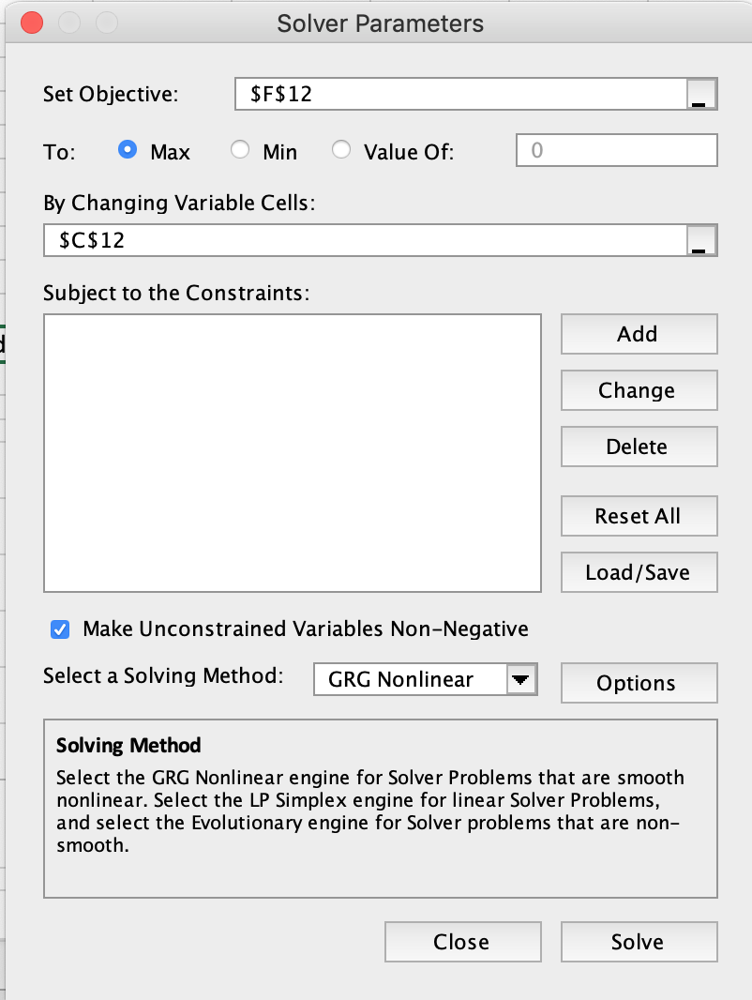 Solver Parameters
Set Objective: $F$12
To: Max Min Value Of: 0
By Changing Variable Cells:
$C$12
Subject to the Constraints:
Add
Change
Delete
Reset All
Load/Save
Make Unconstrained Variables Non-Negative
Select a Solving Method: GRG Nonlinear Options
Solving Method
Select the GRG Nonlinear engine for Solver Problems that are smooth
nonlinear. Select the LP Simplex engine for linear Solver Problems,
and select the Evolutionary engine for Solver problems that are non-
smooth.
Close Solve